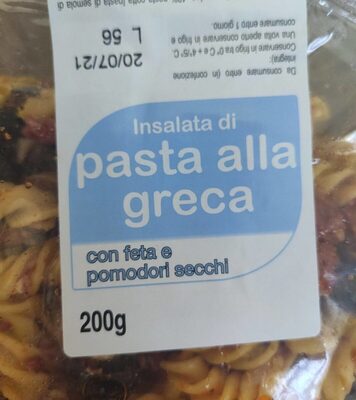 Insalata di
pasta alla
greca
con feta e
pomodori secchi
200g
Da consumare entro (in confezione
integra):
20/07/21
L 56
Conservare in frigo tra 0°C e +4/5°C.
Una volta aperto conservare in frigo e
consumare entro 1 giorno.